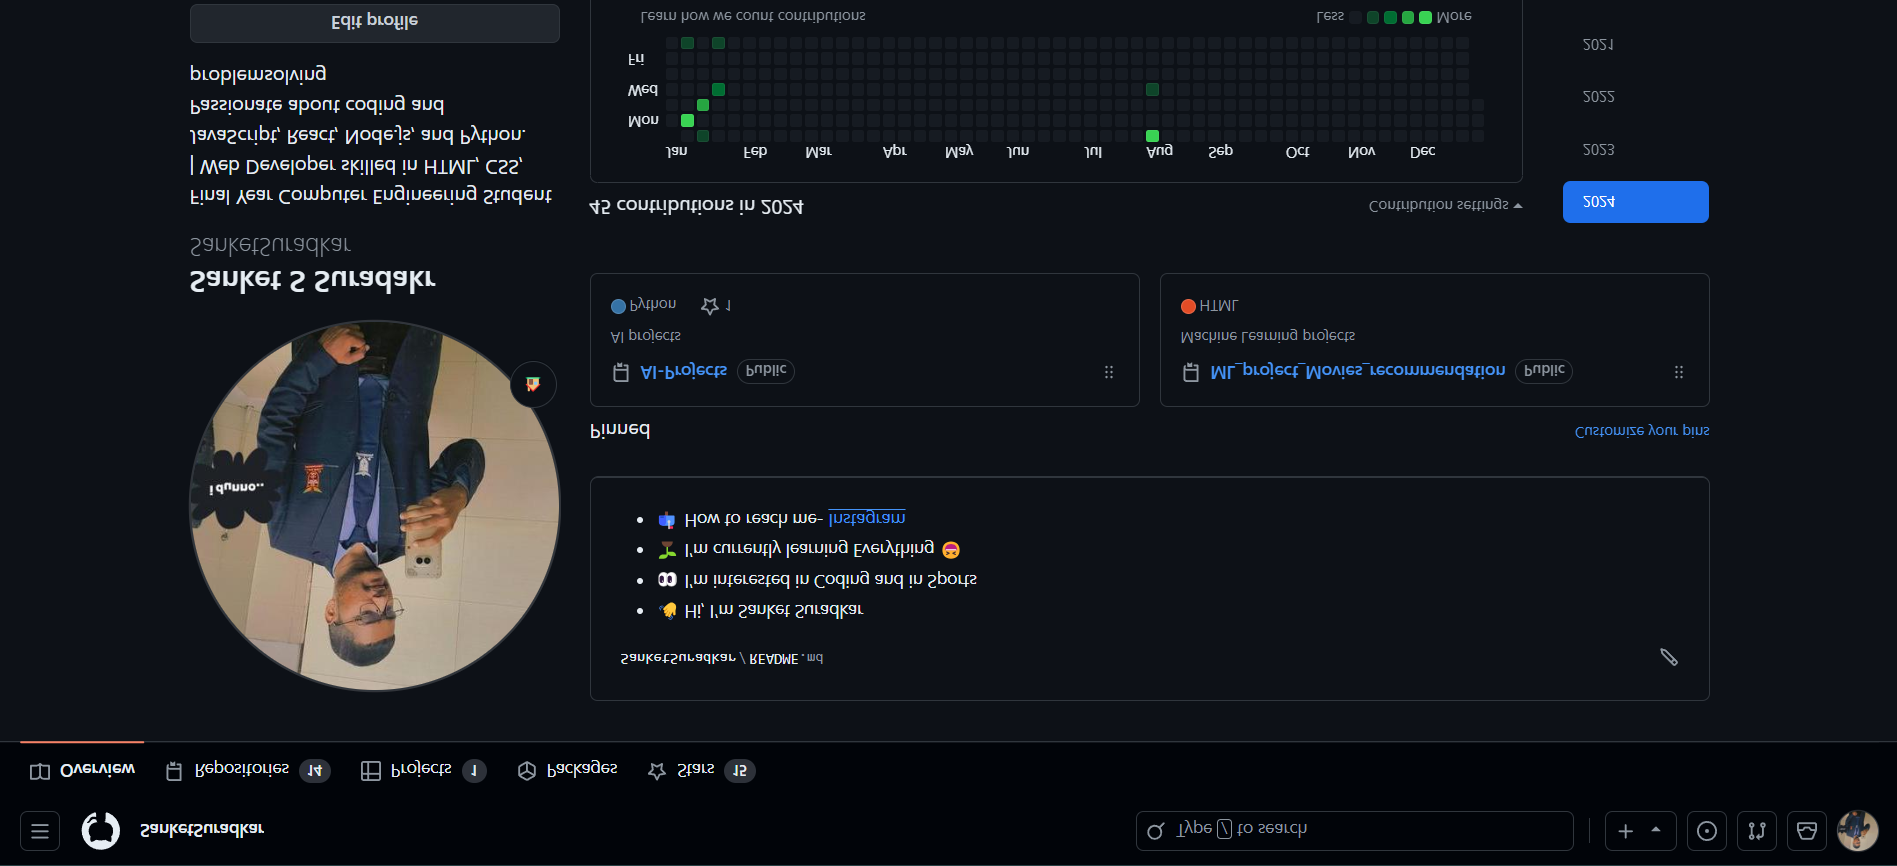 SanketSuradkar
Type / to search
Overview
Repositories 14
Projects 1
Packages
Stars 15
i dunno..
Sanket S Suradakr
SanketSuradkar
Final Year Computer Engineering Student
| Web Developer skilled in HTML, CSS,
JavaScript, React, Node.js, and Python.
Passionate about coding and
problemsolving
Edit profile
SanketSuradkar / README.md
Hi, I'm Sanket Suradkar
I'm interested in Coding and in Sports
I'm currently learning Everything
How to reach me- Instagram
Pinned
Customize your pins
AI-Projects Public
AI projects
Python 1
ML_project_Movies_recommendation Public
Machine Learning projects
HTML
45 contributions in 2024
Contribution settings
Jan Feb Mar Apr May Jun Jul Aug Sep Oct Nov Dec
Mon
Wed
Fri
Learn how we count contributions
Less More
2024
2023
2022
2021